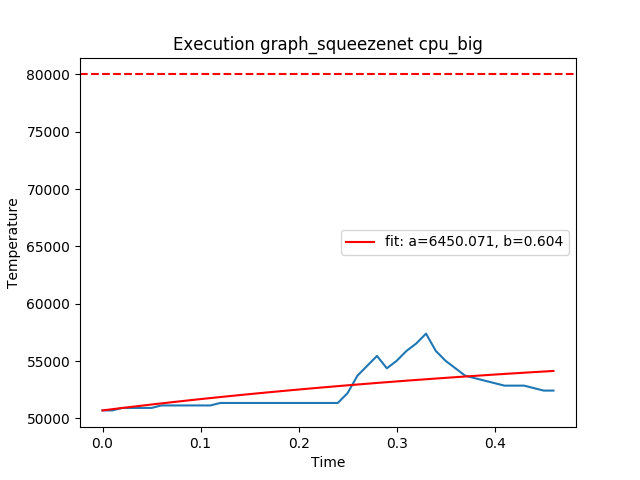 Execution graph_squeezenet cpu_big
80000
75000
70000
65000
60000
55000
50000
Temperature
fit: a=6450.071, b=0.604
0.0 0.1 0.2 0.3 0.4
Time